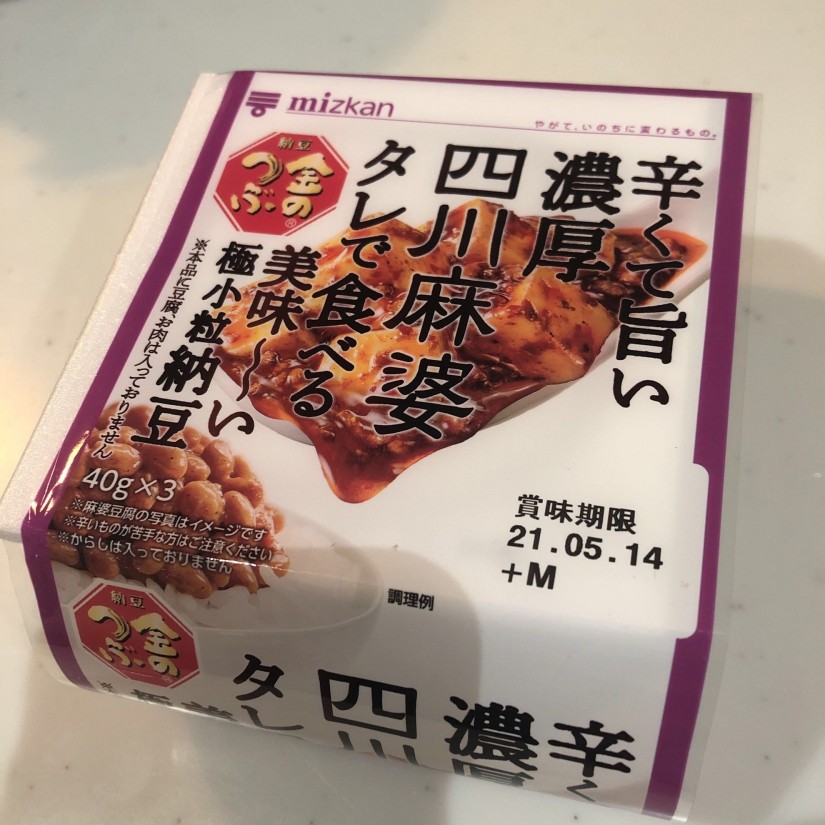 mizkan
やがて、いのちに変わるもの。
納豆
金の
つぶ®
辛くて旨い
濃厚
四川麻婆
タレで食べる
美味〜い
極小粒納豆
※本品に豆腐、お肉は入っておりません
40g×3
※麻婆豆腐の写真はイメージです
※辛いものが苦手な方はご注意ください
※からしは入っておりません
賞味期限
21.05.14
+M
調理例
納豆
金の
つぶ®
辛く
濃厚
四川
タレ